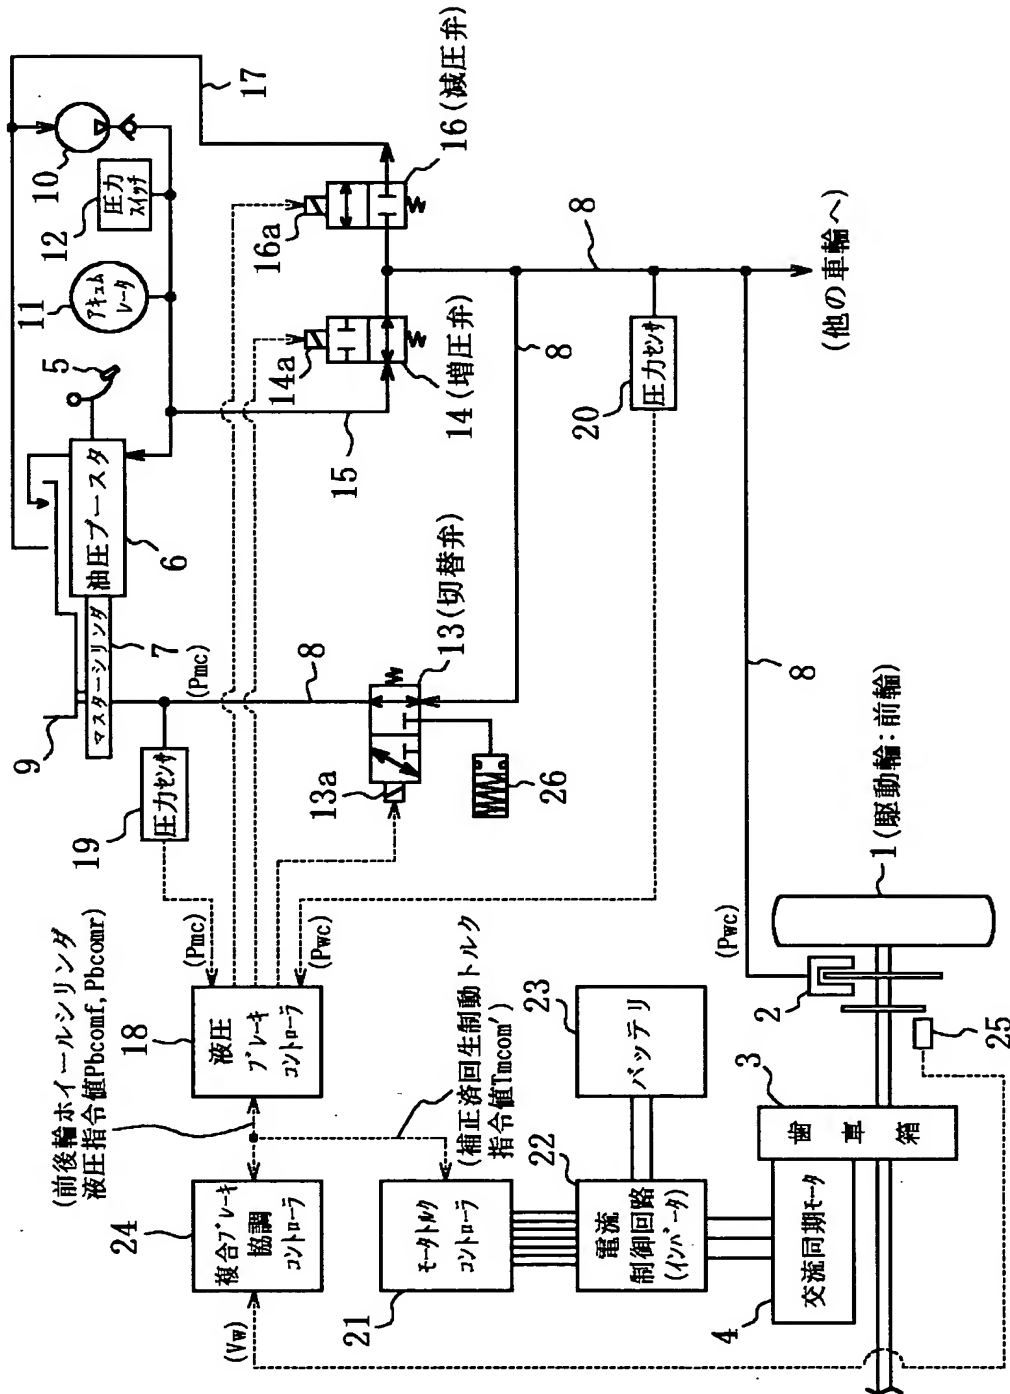 17
10
12
圧力
スイッチ
11
アキュム
レータ
5
油圧ブースタ
6
マスターシリンダ
7
9
(Pmc)
8
圧力センサ
19
16a
16(減圧弁)
14a
14(増圧弁)
15
8
8
圧力センサ
20
(他の車輪へ)
13(切替弁)
13a
26
8
(前後輪ホイールシリンダ
液圧指令値Pbcomf,Pbcomr)
18
液圧
ブレーキ
コントローラ
(Pmc)
(Pwc)
24
複合ブレーキ
協調
コントローラ
(補正済回生制動トルク
指令値Tmcom')
(Vw)
モータトルク
コントローラ
21
22
電流
制御回路
(インバータ)
23
バッテリ
3
歯車箱
交流同期モータ
4
(Pwc)
2
25
1(駆動輪:前輪)